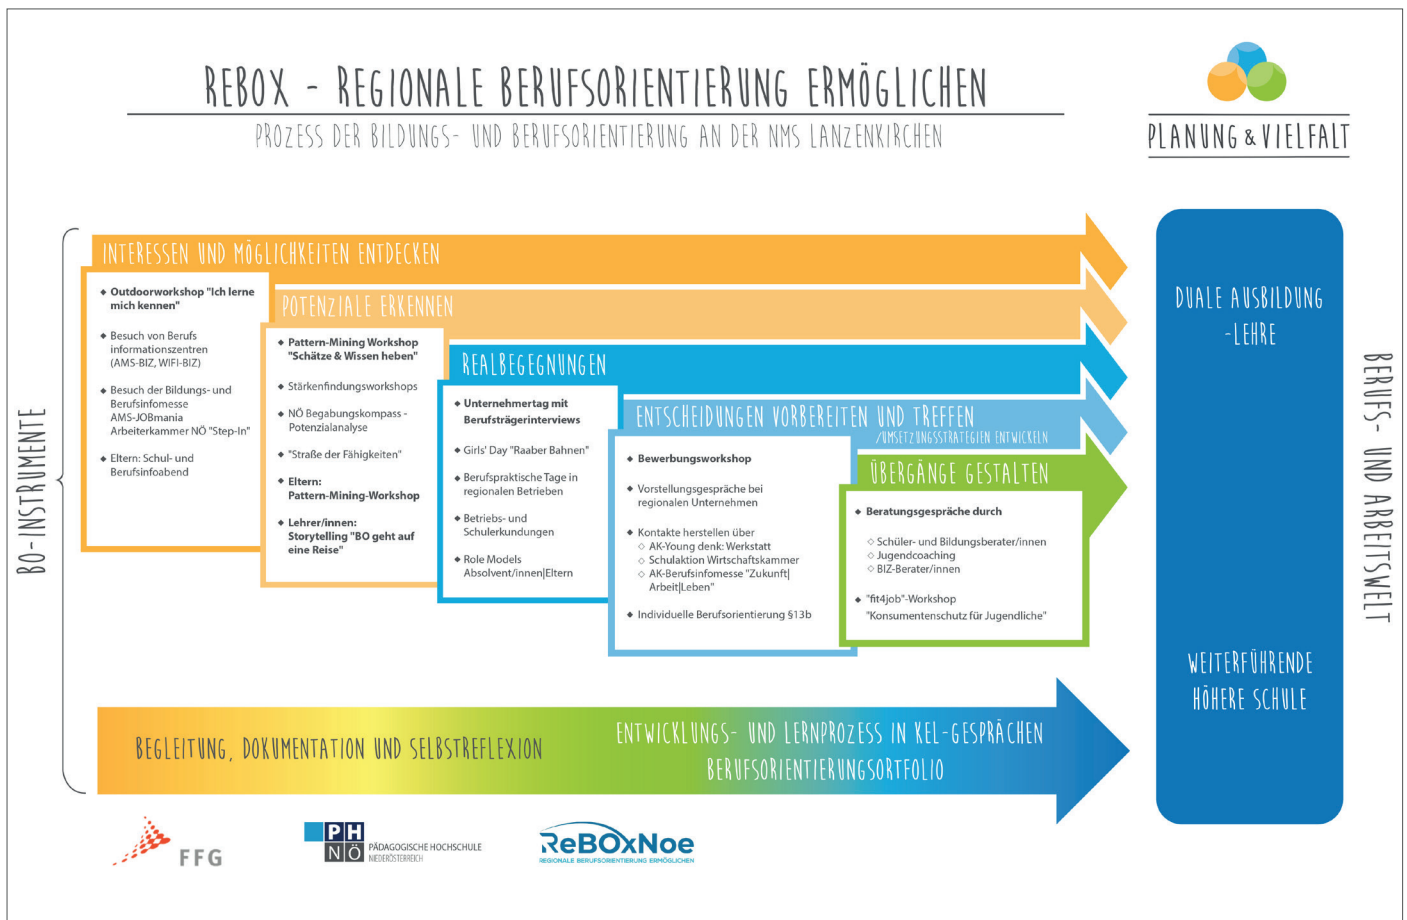 REBOX - REGIONALE BERUFSORIENTIERUNG ERMÖGLICHEN
PROZESS DER BILDUNGS- UND BERUFSORIENTIERUNG AN DER NMS LANZENKIRCHEN
PLANUNG & VIELFALT
BO-INSTRUMENTE
INTERESSEN UND MÖGLICHKEITEN ENTDECKEN
◆ Outdoorworkshop "Ich lerne
mich kennen"
◆ Besuch von Berufs
informationszentren
(AMS-BIZ, WIFI-BIZ)
◆ Besuch der Bildungs- und
Berufsinfomesse
AMS-JOBmania
Arbeiterkammer NÖ "Step-In"
◆ Eltern: Schul- und
Berufsinfoabend
POTENZIALE ERKENNEN
◆ Pattern-Mining Workshop
"Schätze & Wissen heben"
◆ Stärkenfindungsworkshops
◆ NÖ Begabungskompass -
Potenzialanalyse
◆ "Straße der Fähigkeiten"
◆ Eltern:
Pattern-Mining-Workshop
◆ Lehrer/innen:
Storytelling "BO geht auf
eine Reise"
REALBEGEGNUNGEN
◆ Unternehmertag mit
Berufsträgerinterviews
◆ Girls' Day "Raaber Bahnen"
◆ Berufspraktische Tage in
regionalen Betrieben
◆ Betriebs- und
Schulerkundungen
◆ Role Models
Absolvent/innen|Eltern
ENTSCHEIDUNGEN VORBEREITEN UND TREFFEN
/UMSETZUNGSSTRATEGIEN ENTWICKELN
◆ Bewerbungsworkshop
◆ Vorstellungsgespräche bei
regionalen Unternehmen
◆ Kontakte herstellen über
◇ AK-Young denk: Werkstatt
◇ Schulaktion Wirtschaftskammer
◇ AK-Berufsinfomesse "Zukunft|
Arbeit|Leben"
◆ Individuelle Berufsorientierung §13b
ÜBERGÄNGE GESTALTEN
◆ Beratungsgespräche durch
◇ Schüler- und Bildungsberater/innen
◇ Jugendcoaching
◇ BIZ-Berater/innen
◆ "fit4job"-Workshop
"Konsumentenschutz für Jugendliche"
DUALE AUSBILDUNG
-LEHRE
WEITERFÜHRENDE
HÖHERE SCHULE
BERUFS- UND ARBEITSWELT
BEGLEITUNG, DOKUMENTATION UND SELBSTREFLEXION
ENTWICKLUNGS- UND LERNPROZESS IN KEL-GESPRÄCHEN
BERUFSORIENTIERUNGSORTFOLIO
FFG
PH
NÖ
PÄDAGOGISCHE HOCHSCHULE
NIEDERÖSTERREICH
ReBOxNoe
REGIONALE BERUFSORIENTIERUNG ERMÖGLICHEN